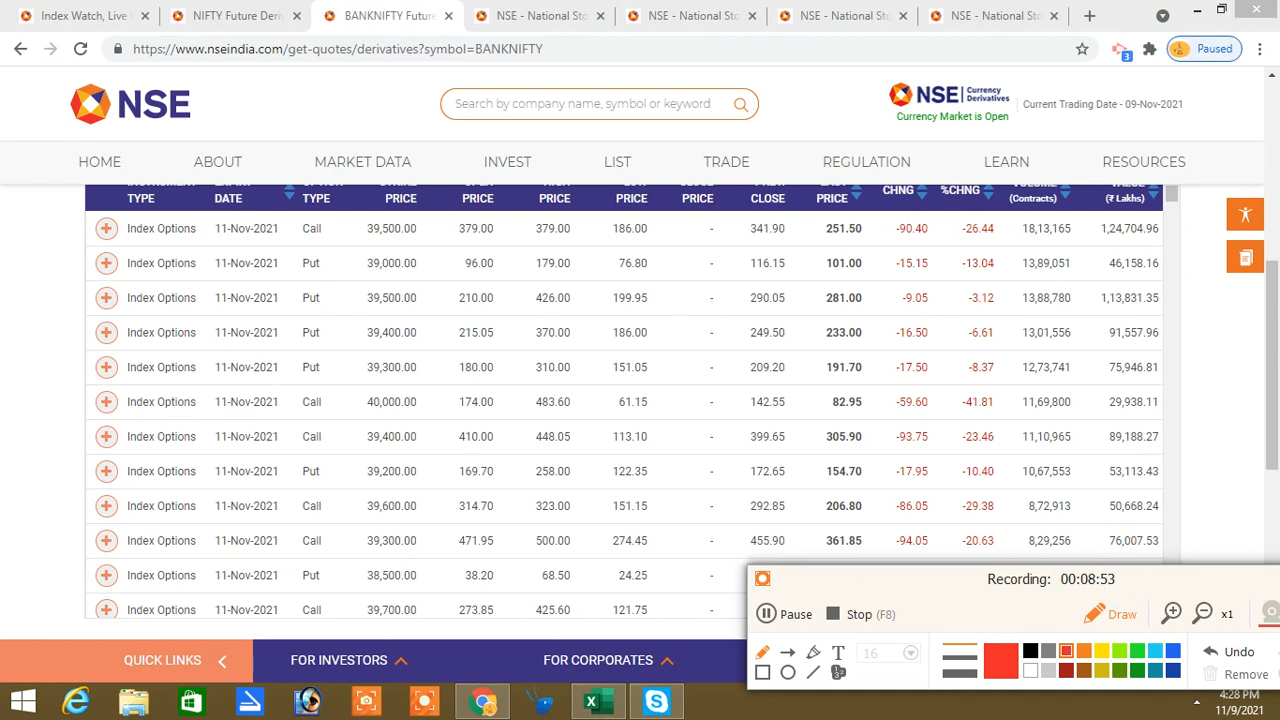 Index Watch, Live
NIFTY Future Deri
BANKNIFTY Future
NSE - National Sto
NSE - National Sto
NSE - National Sto
NSE - National Sto
https://www.nseindia.com/get-quotes/derivatives?symbol=BANKNIFTY
3
Paused
NSE
Search by company name, symbol or keyword
NSE Currency Derivatives
Currency Market is Open
Current Trading Date - 09-Nov-2021
HOME ABOUT MARKET DATA INVEST LIST TRADE REGULATION LEARN RESOURCES
INSTRUMENT TYPE EXPIRY DATE OPTION TYPE STRIKE PRICE OPEN PRICE HIGH PRICE LOW PRICE CLOSE PRICE PREV CLOSE LAST PRICE CHNG %CHNG VOLUME (Contracts) VALUE (₹ Lakhs)
Index Options 11-Nov-2021 Call 39,500.00 379.00 379.00 186.00 - 341.90 251.50 -90.40 -26.44 18,13,165 1,24,704.96
Index Options 11-Nov-2021 Put 39,000.00 96.00 179.00 76.80 - 116.15 101.00 -15.15 -13.04 13,89,051 46,158.16
Index Options 11-Nov-2021 Put 39,500.00 210.00 426.00 199.95 - 290.05 281.00 -9.05 -3.12 13,88,780 1,13,831.35
Index Options 11-Nov-2021 Put 39,400.00 215.05 370.00 186.00 - 249.50 233.00 -16.50 -6.61 13,01,556 91,557.96
Index Options 11-Nov-2021 Put 39,300.00 180.00 310.00 151.05 - 209.20 191.70 -17.50 -8.37 12,73,741 75,946.81
Index Options 11-Nov-2021 Call 40,000.00 174.00 483.60 61.15 - 142.55 82.95 -59.60 -41.81 11,69,800 29,938.11
Index Options 11-Nov-2021 Call 39,400.00 410.00 448.05 113.10 - 399.65 305.90 -93.75 -23.46 11,10,965 89,188.27
Index Options 11-Nov-2021 Put 39,200.00 169.70 258.00 122.35 - 172.65 154.70 -17.95 -10.40 10,67,553 53,113.43
Index Options 11-Nov-2021 Call 39,600.00 314.70 323.00 151.15 - 292.85 206.80 -86.05 -29.38 8,72,913 50,668.24
Index Options 11-Nov-2021 Call 39,300.00 471.95 500.00 274.45 - 455.90 361.85 -94.05 -20.63 8,29,256 76,007.53
Index Options 11-Nov-2021 Put 38,500.00 38.20 68.50 24.25 -
Index Options 11-Nov-2021 Call 39,700.00 273.85 425.60 121.75 -
Recording: 00:08:53
Pause Stop (F8) Draw x1
T 16 Undo
Remove
QUICK LINKS FOR INVESTORS FOR CORPORATES
4:28 PM
11/9/2021